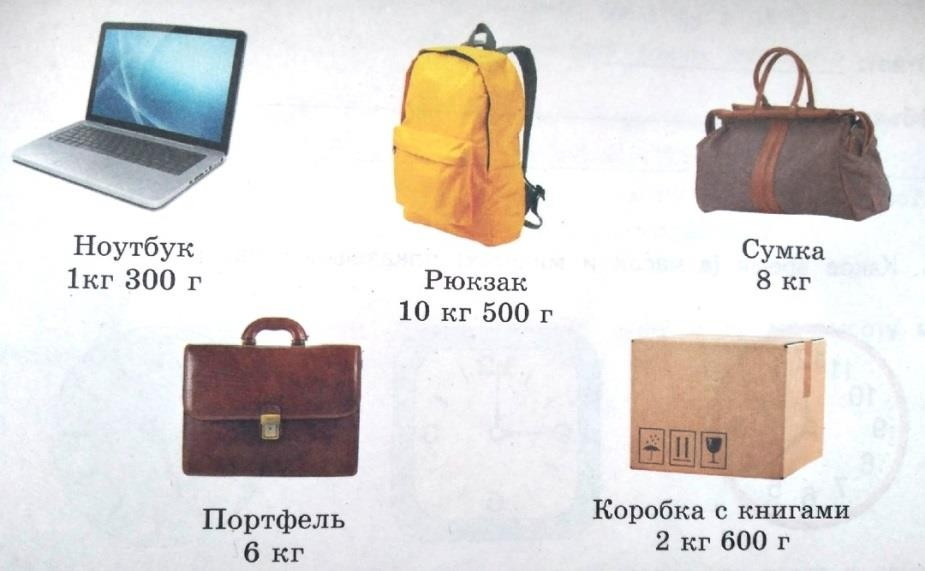 Ноутбук
1кг 300 г
Рюкзак
10 кг 500 г
Сумка
8 кг
Портфель
6 кг
Коробка с книгами
2 кг 600 г